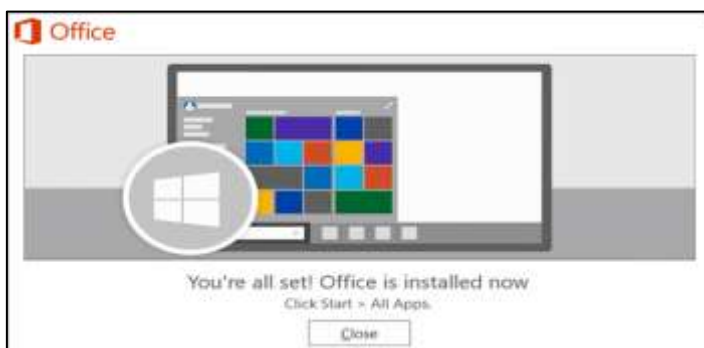 Office
You're all set! Office is installed now
Click Start > All Apps.
Close